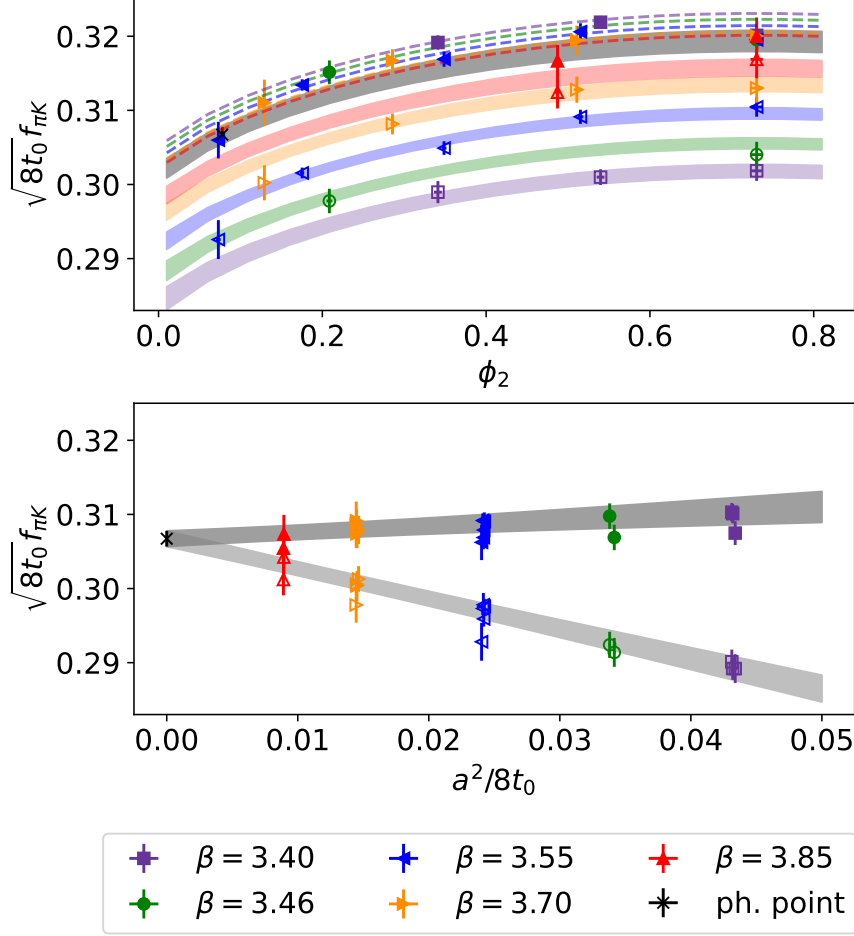 0.32
0.31
0.30
0.29
√8t₀ f_πK
0.0 0.2 0.4 0.6 0.8
ϕ₂
0.32
0.31
0.30
0.29
√8t₀ f_πK
0.00 0.01 0.02 0.03 0.04 0.05
a²/8t₀
β = 3.40 β = 3.55 β = 3.85
β = 3.46 β = 3.70 ph. point